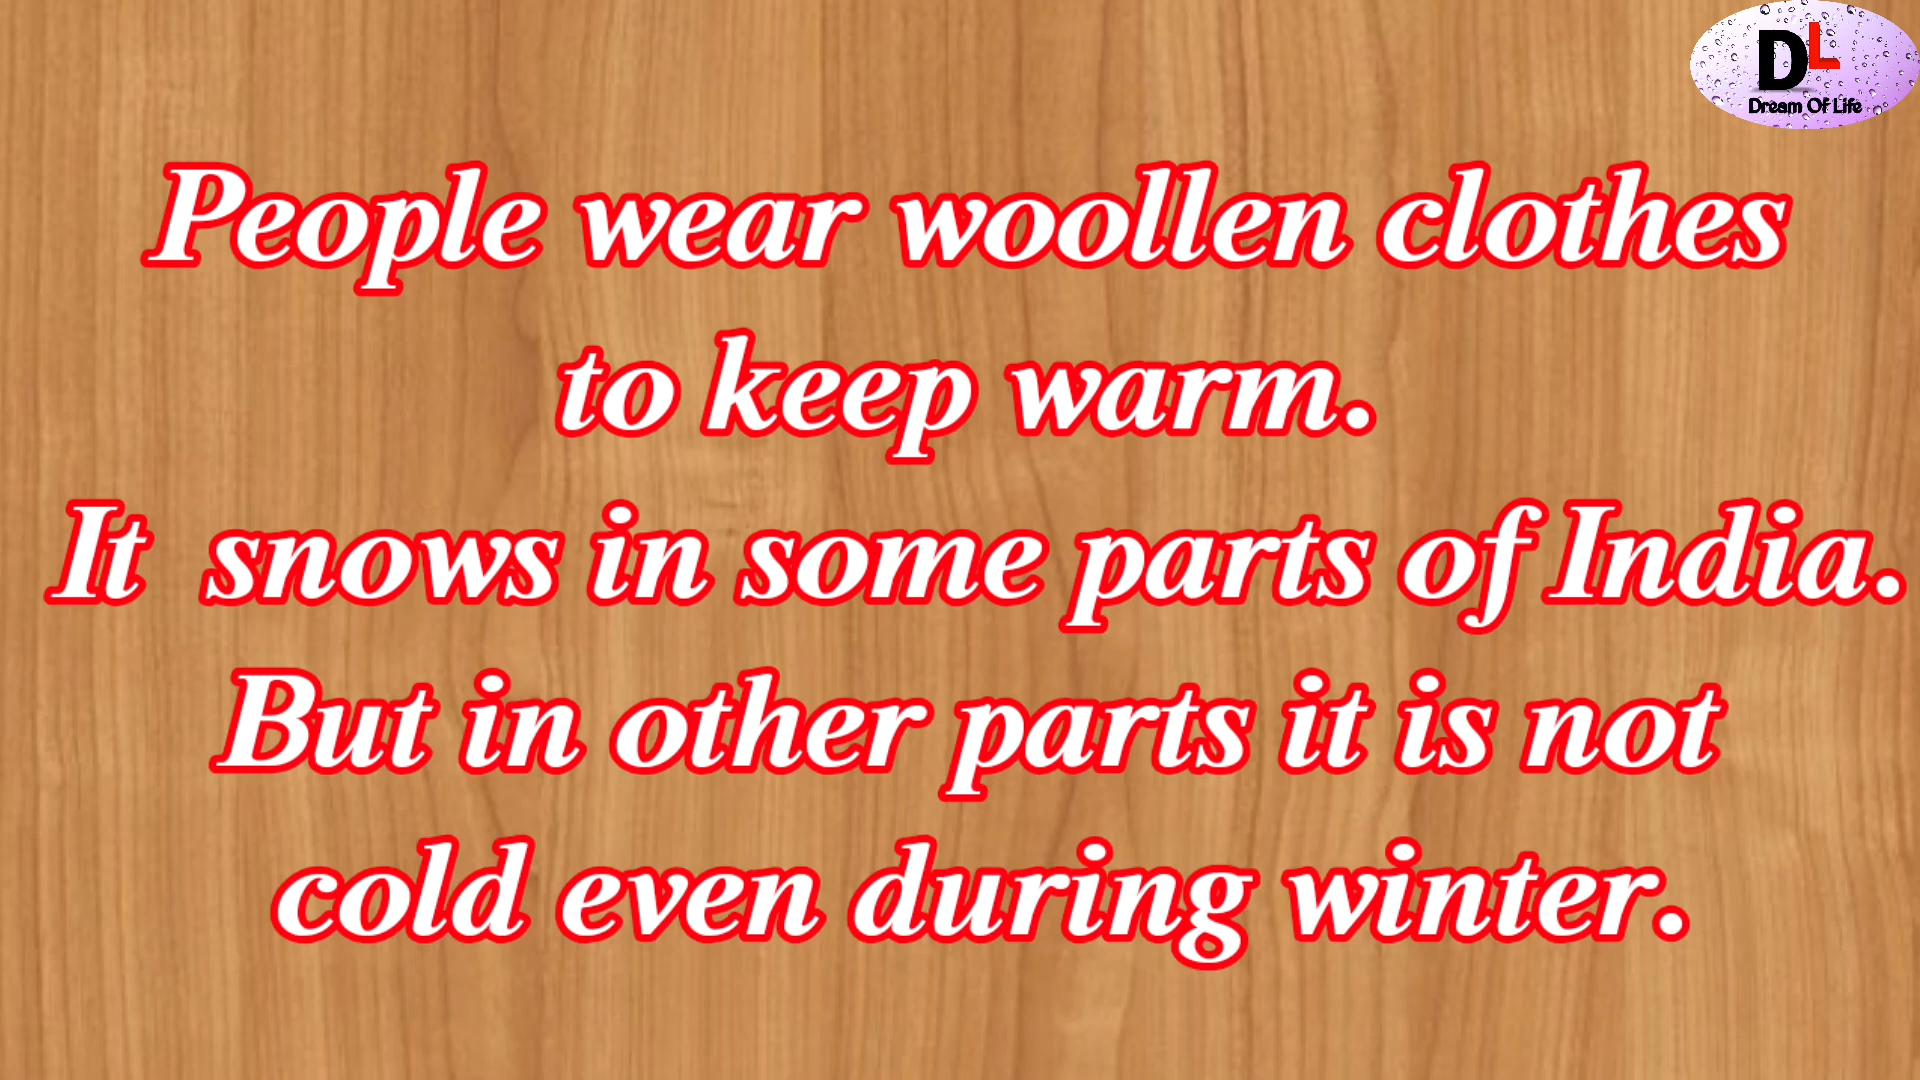 DL
Dream Of Life
People wear woollen clothes
to keep warm.
It snows in some parts of India.
But in other parts it is not
cold even during winter.